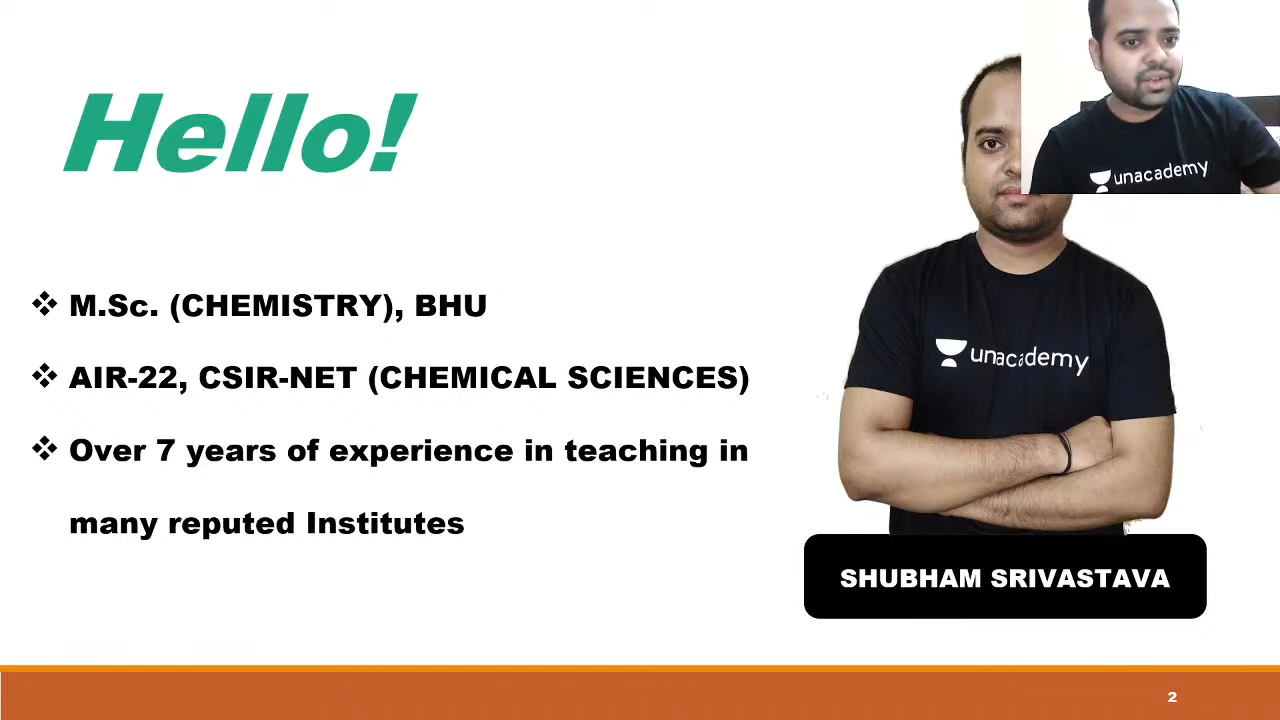 Hello!
unacademy
unacademy
❖ M.Sc. (CHEMISTRY), BHU
❖ AIR-22, CSIR-NET (CHEMICAL SCIENCES)
❖ Over 7 years of experience in teaching in
many reputed Institutes
SHUBHAM SRIVASTAVA
2